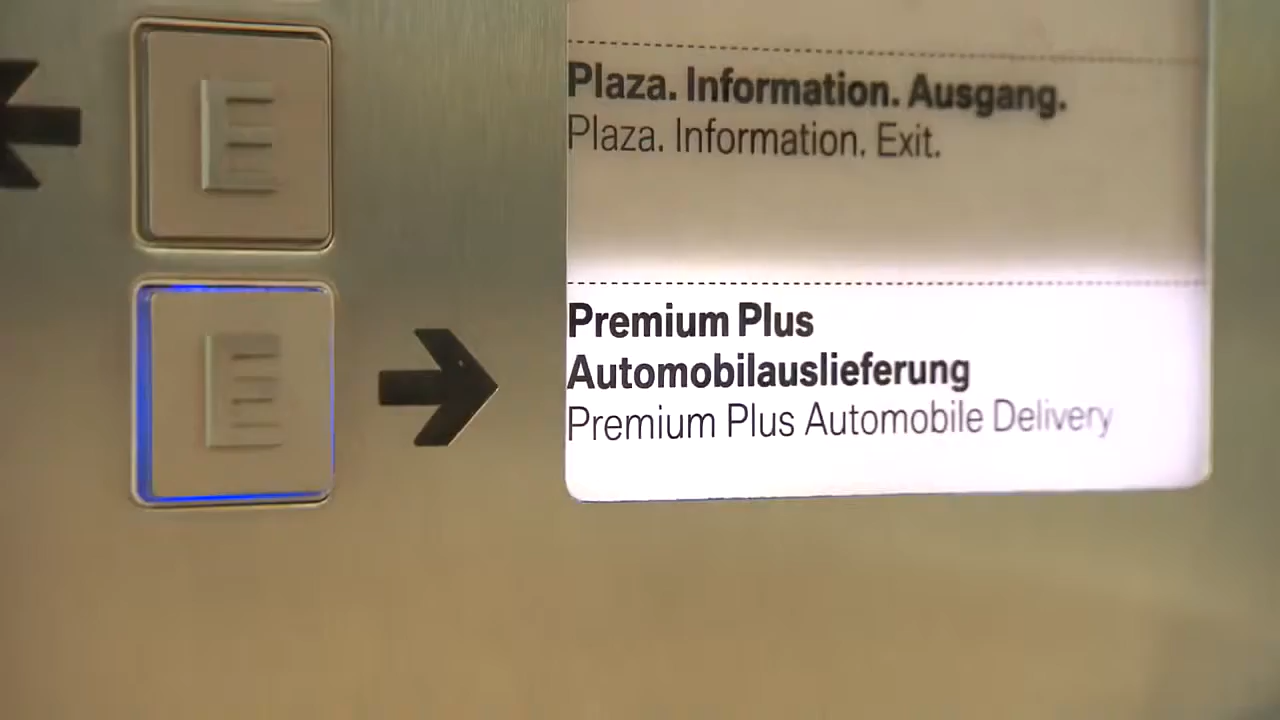 E
Plaza. Information. Ausgang.
Plaza. Information. Exit.
E
Premium Plus
Automobilauslieferung
Premium Plus Automobile Delivery